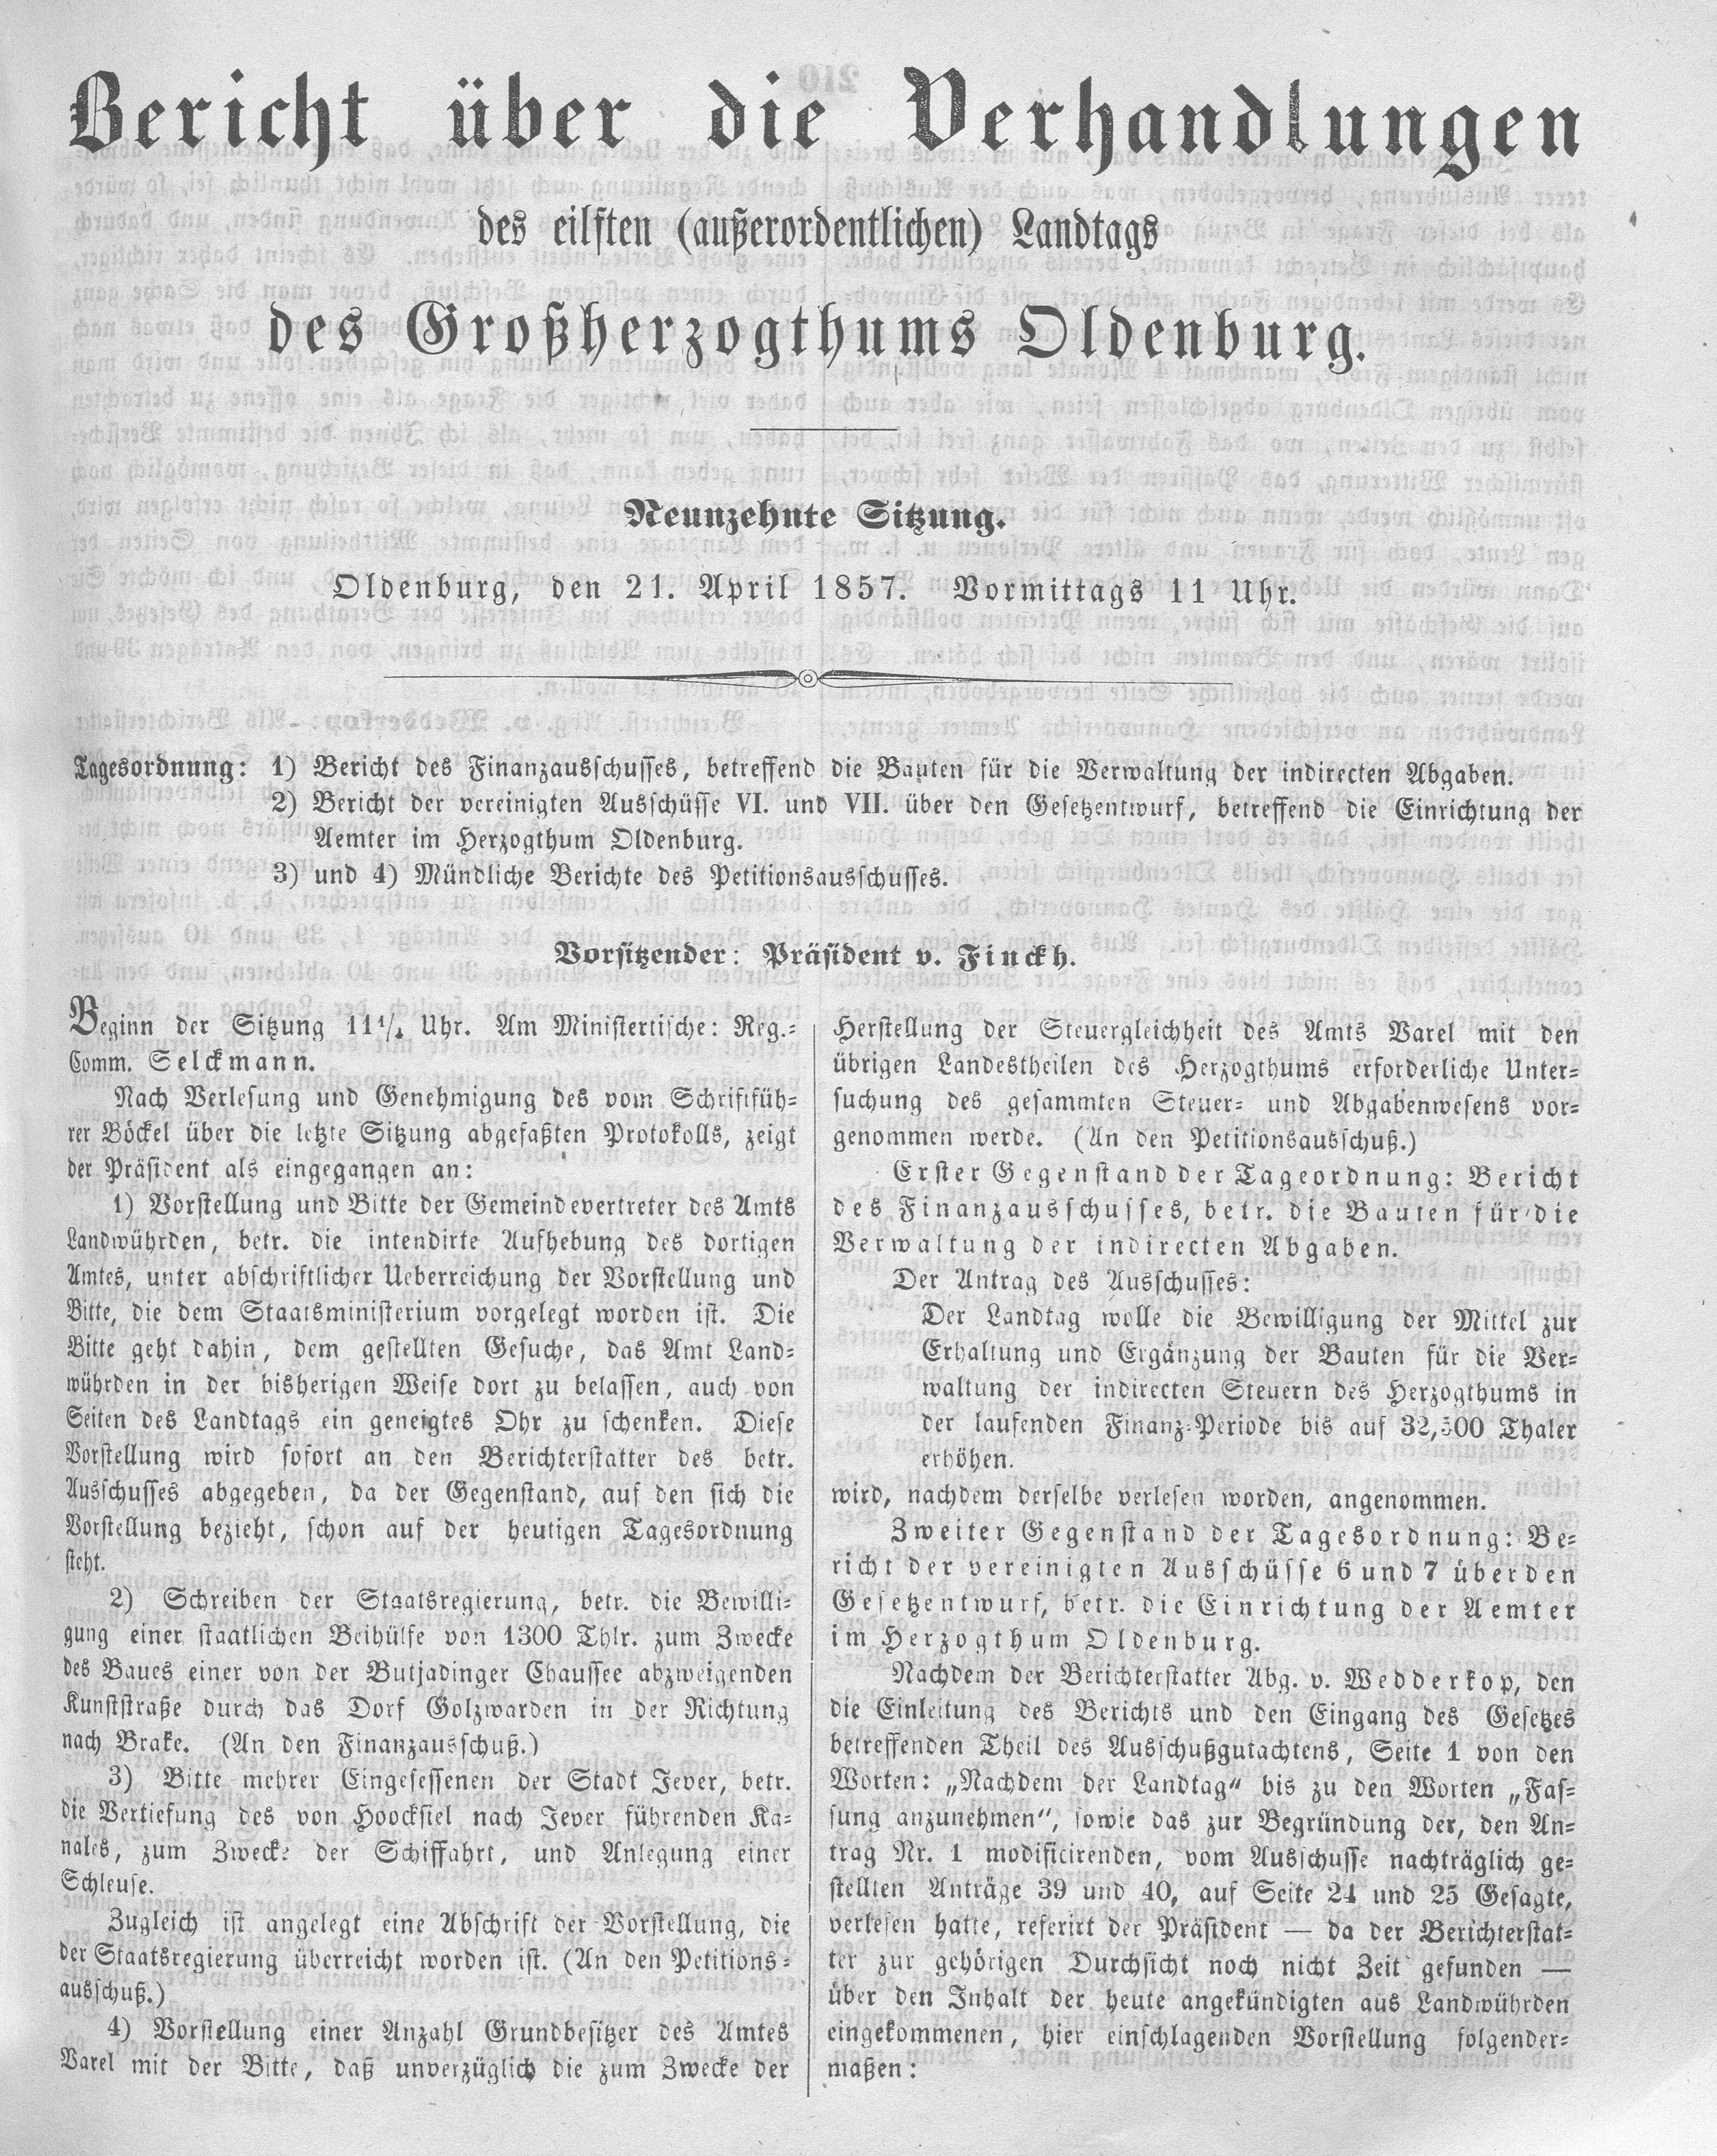 Bericht über die Verhandlungen
des eilften (außerordentlichen) Landtags
des Großherzogthums Oldenburg.
Neunzehnte Sitzung.
Oldenburg, den 21. April 1857. Vormittags 11 Uhr.
Tagesordnung: 1) Bericht des Finanzausschusses, betreffend die Bauten für die Verwaltung der indirecten Abgaben.
2) Bericht der vereinigten Ausschüsse VI. und VII. über den Gesetzentwurf, betreffend die Einrichtung der
Aemter im Herzogthum Oldenburg.
3) und 4) Mündliche Berichte des Petitionsausschusses.
Vorsitzender: Präsident v. Finckh.
Beginn der Sitzung 11¼ Uhr. Am Ministertische: Reg.-
Comm. Selckmann.
Nach Verlesung und Genehmigung des vom Schriftfüh-
rer Böckel über die letzte Sitzung abgefaßten Protokolls, zeigt
der Präsident als eingegangen an:
1) Vorstellung und Bitte der Gemeindevertreter des Amts
Landwührden, betr. die intendirte Aufhebung des dortigen
Amtes, unter abschriftlicher Ueberreichung der Vorstellung und
Bitte, die dem Staatsministerium vorgelegt worden ist. Die
Bitte geht dahin, dem gestellten Gesuche, das Amt Land-
wührden in der bisherigen Weise dort zu belassen, auch von
Seiten des Landtags ein geneigtes Ohr zu schenken. Diese
Vorstellung wird sofort an den Berichterstatter des betr.
Ausschusses abgegeben, da der Gegenstand, auf den sich die
Vorstellung bezieht, schon auf der heutigen Tagesordnung
steht.
2) Schreiben der Staatsregierung, betr. die Bewilli-
gung einer staatlichen Beihülfe von 1300 Thlr. zum Zwecke
des Baues einer von der Butjadinger Chaussee abzweigenden
Kunststraße durch das Dorf Golzwarden in der Richtung
nach Brake. (An den Finanzausschuß.)
3) Bitte mehrer Eingesessenen der Stadt Jever, betr.
die Vertiefung des von Hoocksiel nach Jever führenden Ka-
nales, zum Zwecke der Schiffahrt, und Anlegung einer
Schleuse.
Zugleich ist angelegt eine Abschrift der Vorstellung, die
der Staatsregierung überreicht worden ist. (An den Petitions-
ausschuß.)
4) Vorstellung einer Anzahl Grundbesitzer des Amtes
Varel mit der Bitte, daß unverzüglich die zum Zwecke der
Herstellung der Steuergleichheit des Amts Varel mit den
übrigen Landestheilen des Herzogthums erforderliche Unter-
suchung des gesammten Steuer- und Abgabenwesens vor-
genommen werde. (An den Petitionsausschuß.)
Erster Gegenstand der Tageordnung: Bericht
des Finanzausschusses, betr. die Bauten für die
Verwaltung der indirecten Abgaben.
Der Antrag des Ausschusses:
Der Landtag wolle die Bewilligung der Mittel zur
Erhaltung und Ergänzung der Bauten für die Ver-
waltung der indirecten Steuern des Herzogthums in
der laufenden Finanz-Periode bis auf 32,500 Thaler
erhöhen.
wird, nachdem derselbe verlesen worden, angenommen.
Zweiter Gegenstand der Tagesordnung: Be-
richt der vereinigten Ausschüsse 6 und 7 über den
Gesetzentwurf, betr. die Einrichtung der Aemter
im Herzogthum Oldenburg.
Nachdem der Berichterstatter Abg. v. Wedderkop, den
die Einleitung des Berichts und den Eingang des Gesetzes
betreffenden Theil des Ausschußgutachtens, Seite 1 von den
Worten: „Nachdem der Landtag“ bis zu den Worten „Fas-
sung anzunehmen“, sowie das zur Begründung der, den An-
trag Nr. 1 modificirenden, vom Ausschusse nachträglich ge-
stellten Anträge 39 und 40, auf Seite 24 und 25 Gesagte,
verlesen hatte, referirt der Präsident — da der Berichterstat-
ter zur gehörigen Durchsicht noch nicht Zeit gefunden —
über den Inhalt der heute angekündigten aus Landwührden
eingekommenen, hier einschlagenden Vorstellung folgender-
maßen: